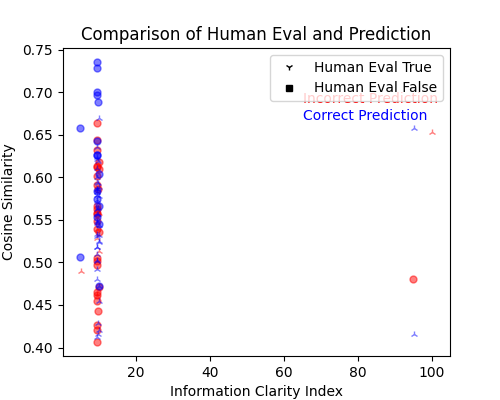 Comparison of Human Eval and Prediction
0.75
0.70
0.65
0.60
0.55
0.50
0.45
0.40
Cosine Similarity
Human Eval True
Human Eval False
Incorrect Prediction
Correct Prediction
20
40
60
80
100
Information Clarity Index